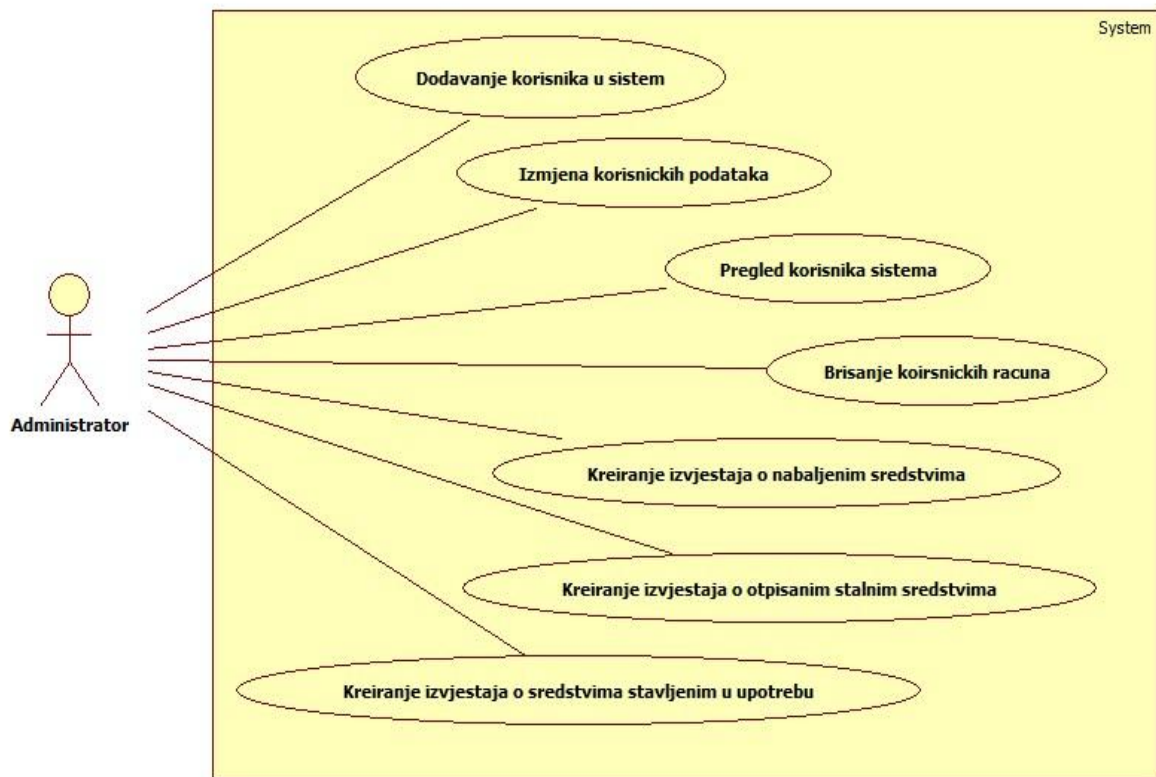 System
Dodavanje korisnika u sistem
Izmjena korisnickih podataka
Pregled korisnika sistema
Brisanje koirsnickih racuna
Administrator
Kreiranje izvjestaja o nabaljenim sredstvima
Kreiranje izvjestaja o otpisanim stalnim sredstvima
Kreiranje izvjestaja o sredstvima stavljenim u upotrebu